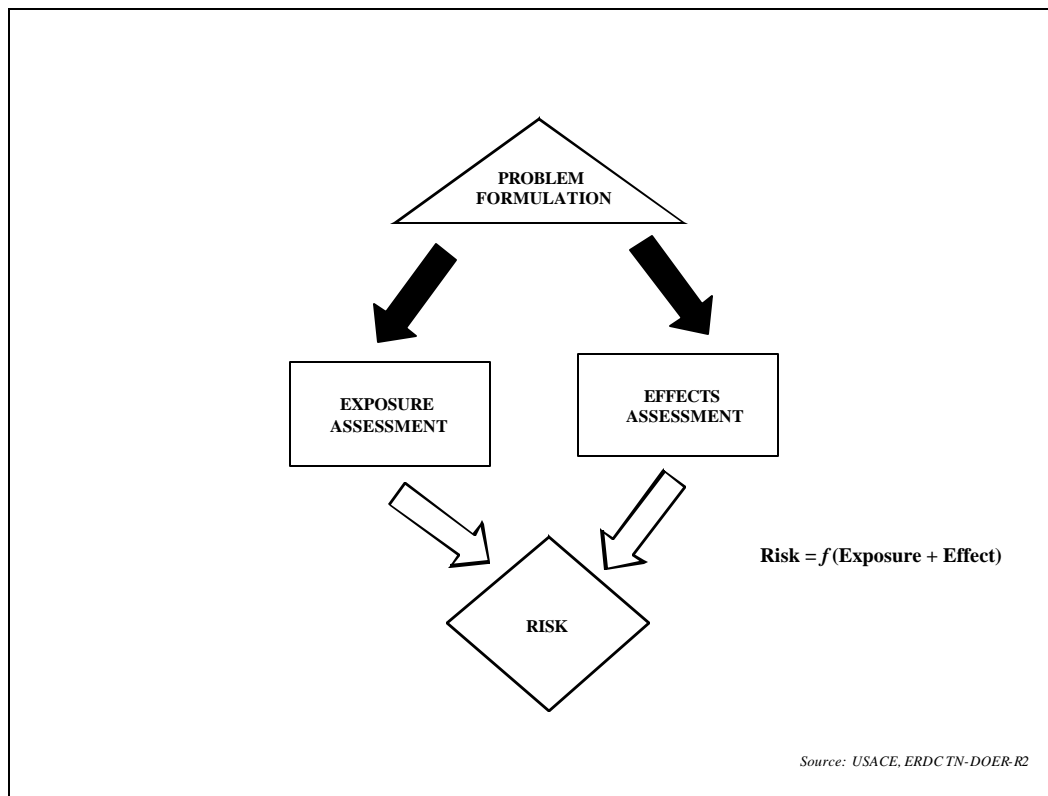 PROBLEM
FORMULATION
EXPOSURE
ASSESSMENT
EFFECTS
ASSESSMENT
Risk = f (Exposure + Effect)
RISK
Source: USACE, ERDC TN-DOER-R2